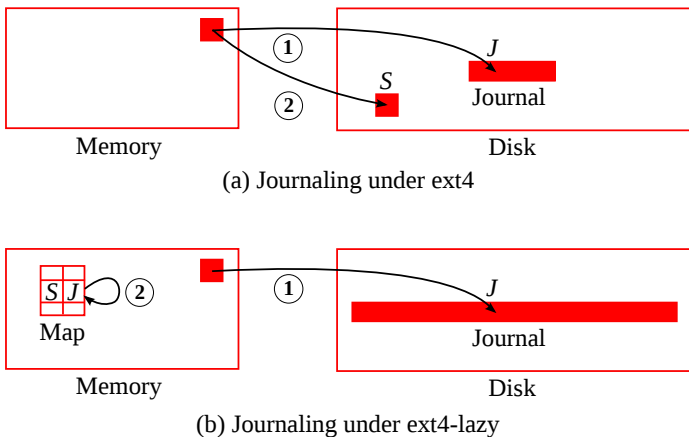 1
J
S
2
Journal
Memory
Disk
(a) Journaling under ext4
S J
2
1
J
Map
Journal
Memory
Disk
(b) Journaling under ext4-lazy